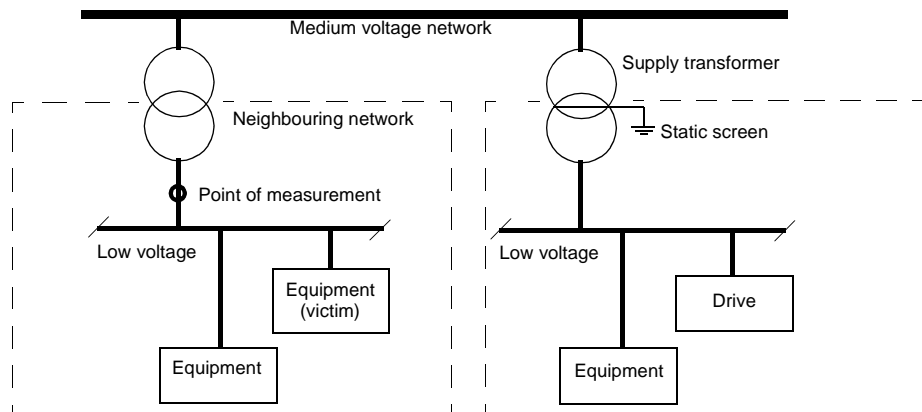 Medium voltage network
Supply transformer
Neighbouring network
Static screen
Point of measurement
Low voltage
Low voltage
Equipment
(victim)
Drive
Equipment
Equipment